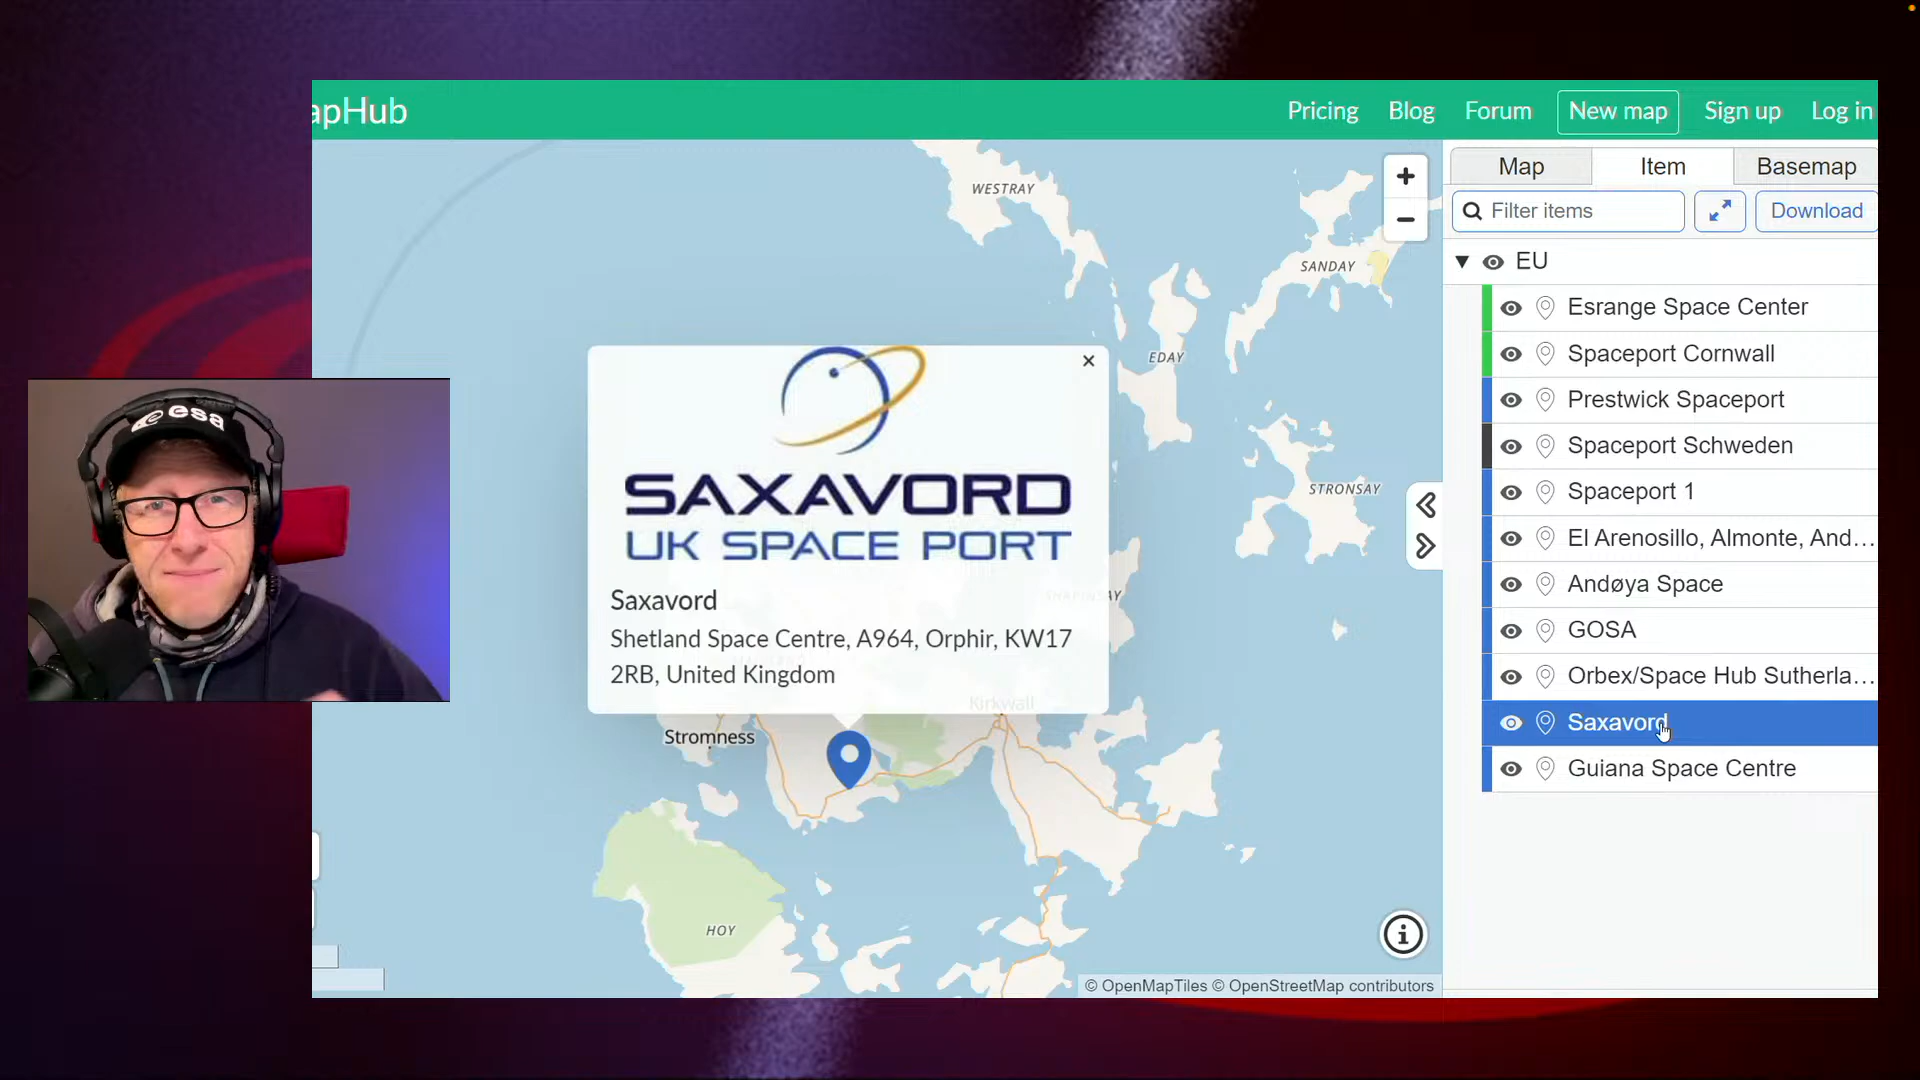 apHub
Pricing
Blog
Forum
New map
Sign up
Log in
Map
Item
Basemap
Filter items
Download
EU
Esrange Space Center
Spaceport Cornwall
Prestwick Spaceport
Spaceport Schweden
Spaceport 1
El Arenosillo, Almonte, And...
Andøya Space
GOSA
Orbex/Space Hub Sutherla...
Saxavord
Guiana Space Centre
WESTRAY
SANDAY
EDAY
STRONSAY
SHAPINSAY
SAXAVORD
UK SPACE PORT
Saxavord
Shetland Space Centre, A964, Orphir, KW17
2RB, United Kingdom
Kirkwall
Stromness
HOY
© OpenMapTiles © OpenStreetMap contributors
esa